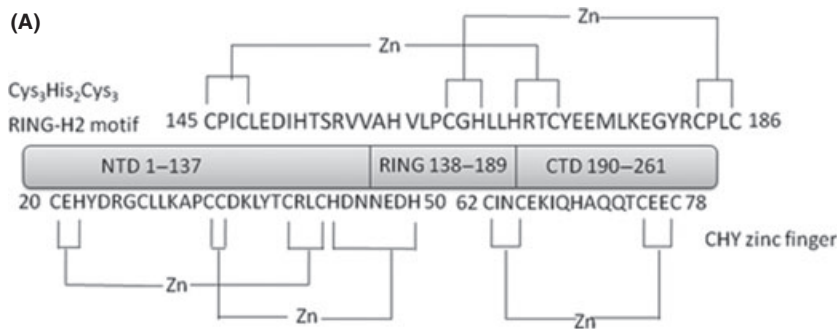 (A)
Zn
Zn
Cys3His2Cys3
RING-H2 motif
145 CPICLEDIHTSRVVAH VLPCGHLLHRTCYEEMLKEGYRCPLC 186
NTD 1–137 RING 138–189 CTD 190–261
20 CEHYDRGCLLKAPCCDKLYTCRLCHDNNEDH 50 62 CINCEKIQHAQQTCEEC 78
CHY zinc finger
Zn
Zn
Zn